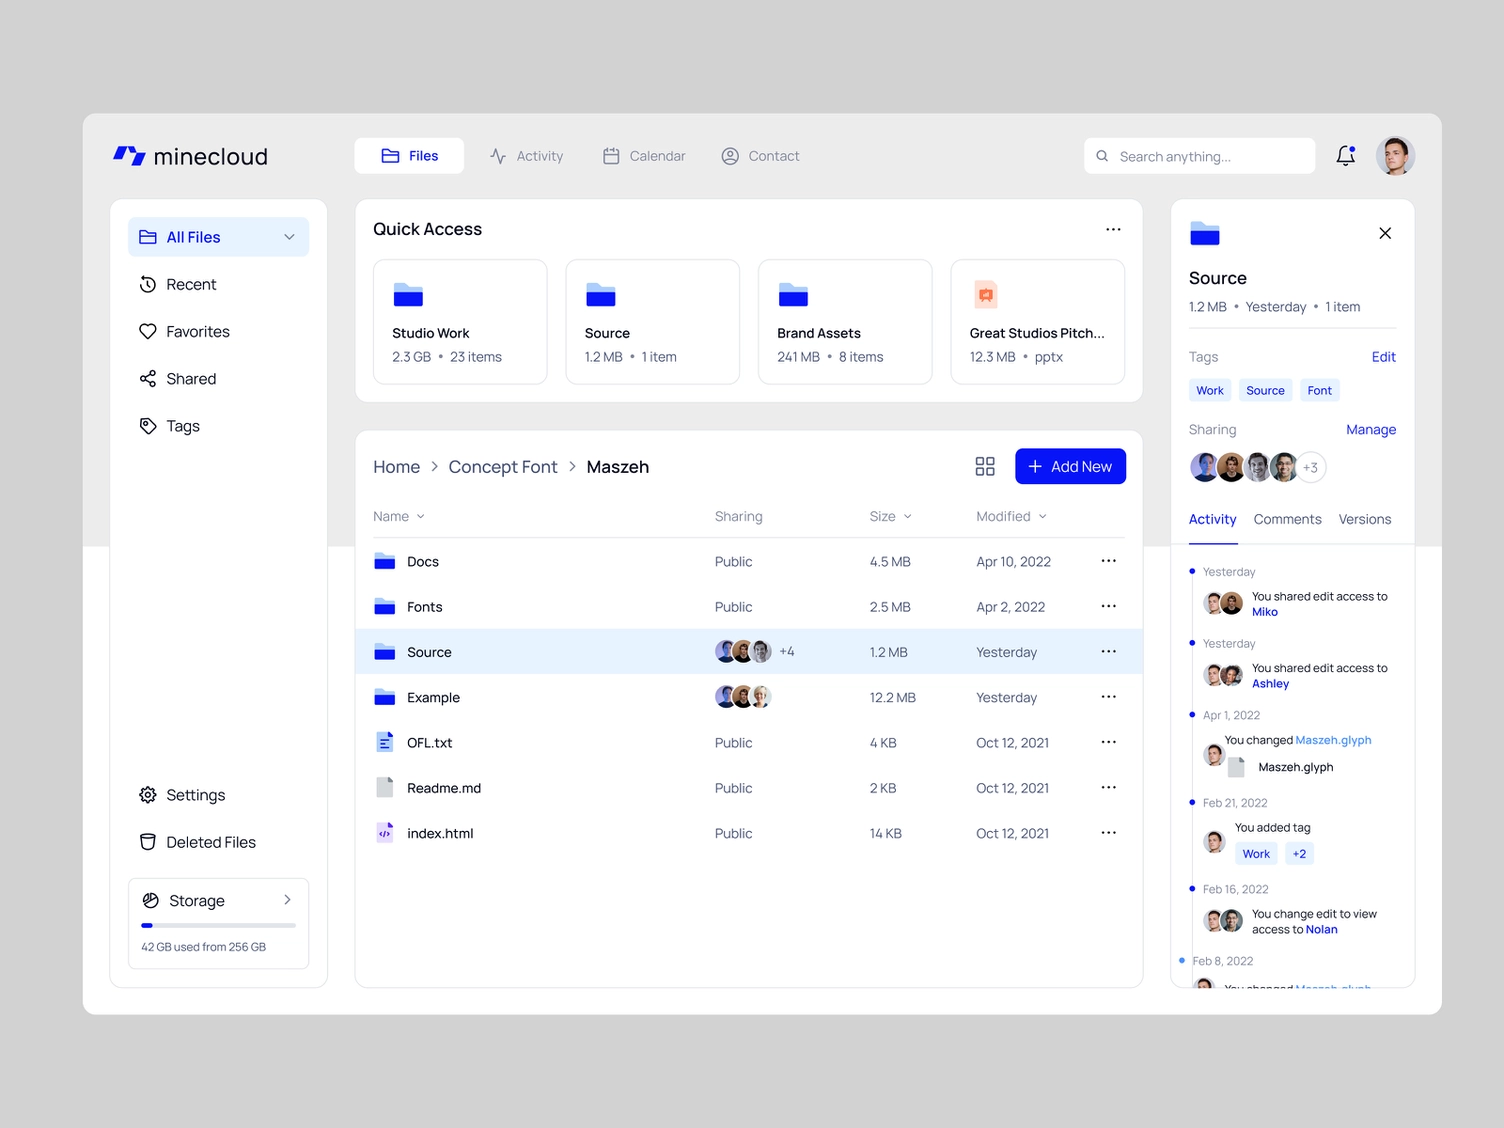 minecloud
Files
Activity
Calendar
Contact
Search anything...
All Files
Recent
Favorites
Shared
Tags
Settings
Deleted Files
Storage
42 GB used from 256 GB
Quick Access
Studio Work
2.3 GB • 23 items
Source
1.2 MB • 1 item
Brand Assets
241 MB • 8 items
Great Studios Pitch...
12.3 MB • pptx
Home > Concept Font > Maszeh
+ Add New
Name Sharing Size Modified
Docs Public 4.5 MB Apr 10, 2022
Fonts Public 2.5 MB Apr 2, 2022
Source +4 1.2 MB Yesterday
Example 12.2 MB Yesterday
OFL.txt Public 4 KB Oct 12, 2021
Readme.md Public 2 KB Oct 12, 2021
index.html Public 14 KB Oct 12, 2021
Source
1.2 MB • Yesterday • 1 item
Tags Edit
Work Source Font
Sharing Manage
+3
Activity Comments Versions
Yesterday
You shared edit access to
Miko
Yesterday
You shared edit access to
Ashley
Apr 1, 2022
You changed Maszeh.glyph
Maszeh.glyph
Feb 21, 2022
You added tag
Work +2
Feb 16, 2022
You change edit to view
access to Nolan
Feb 8, 2022
You changed Maszeh.glyph